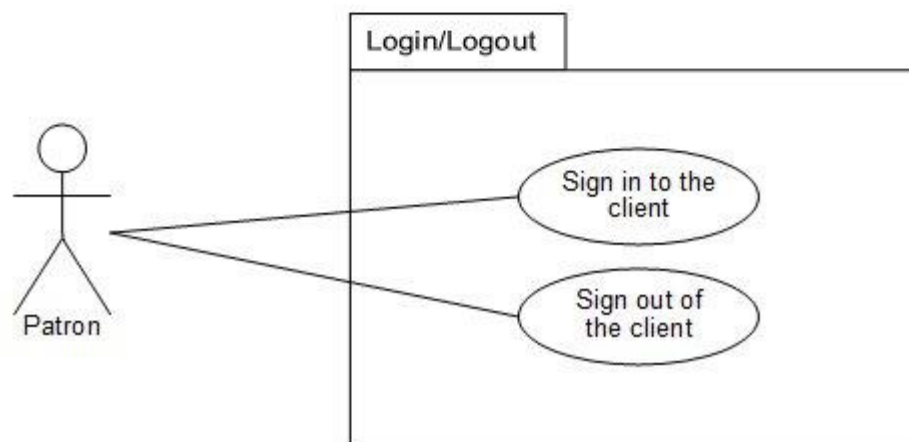 Login/Logout
Sign in to the
client
Sign out of
the client
Patron